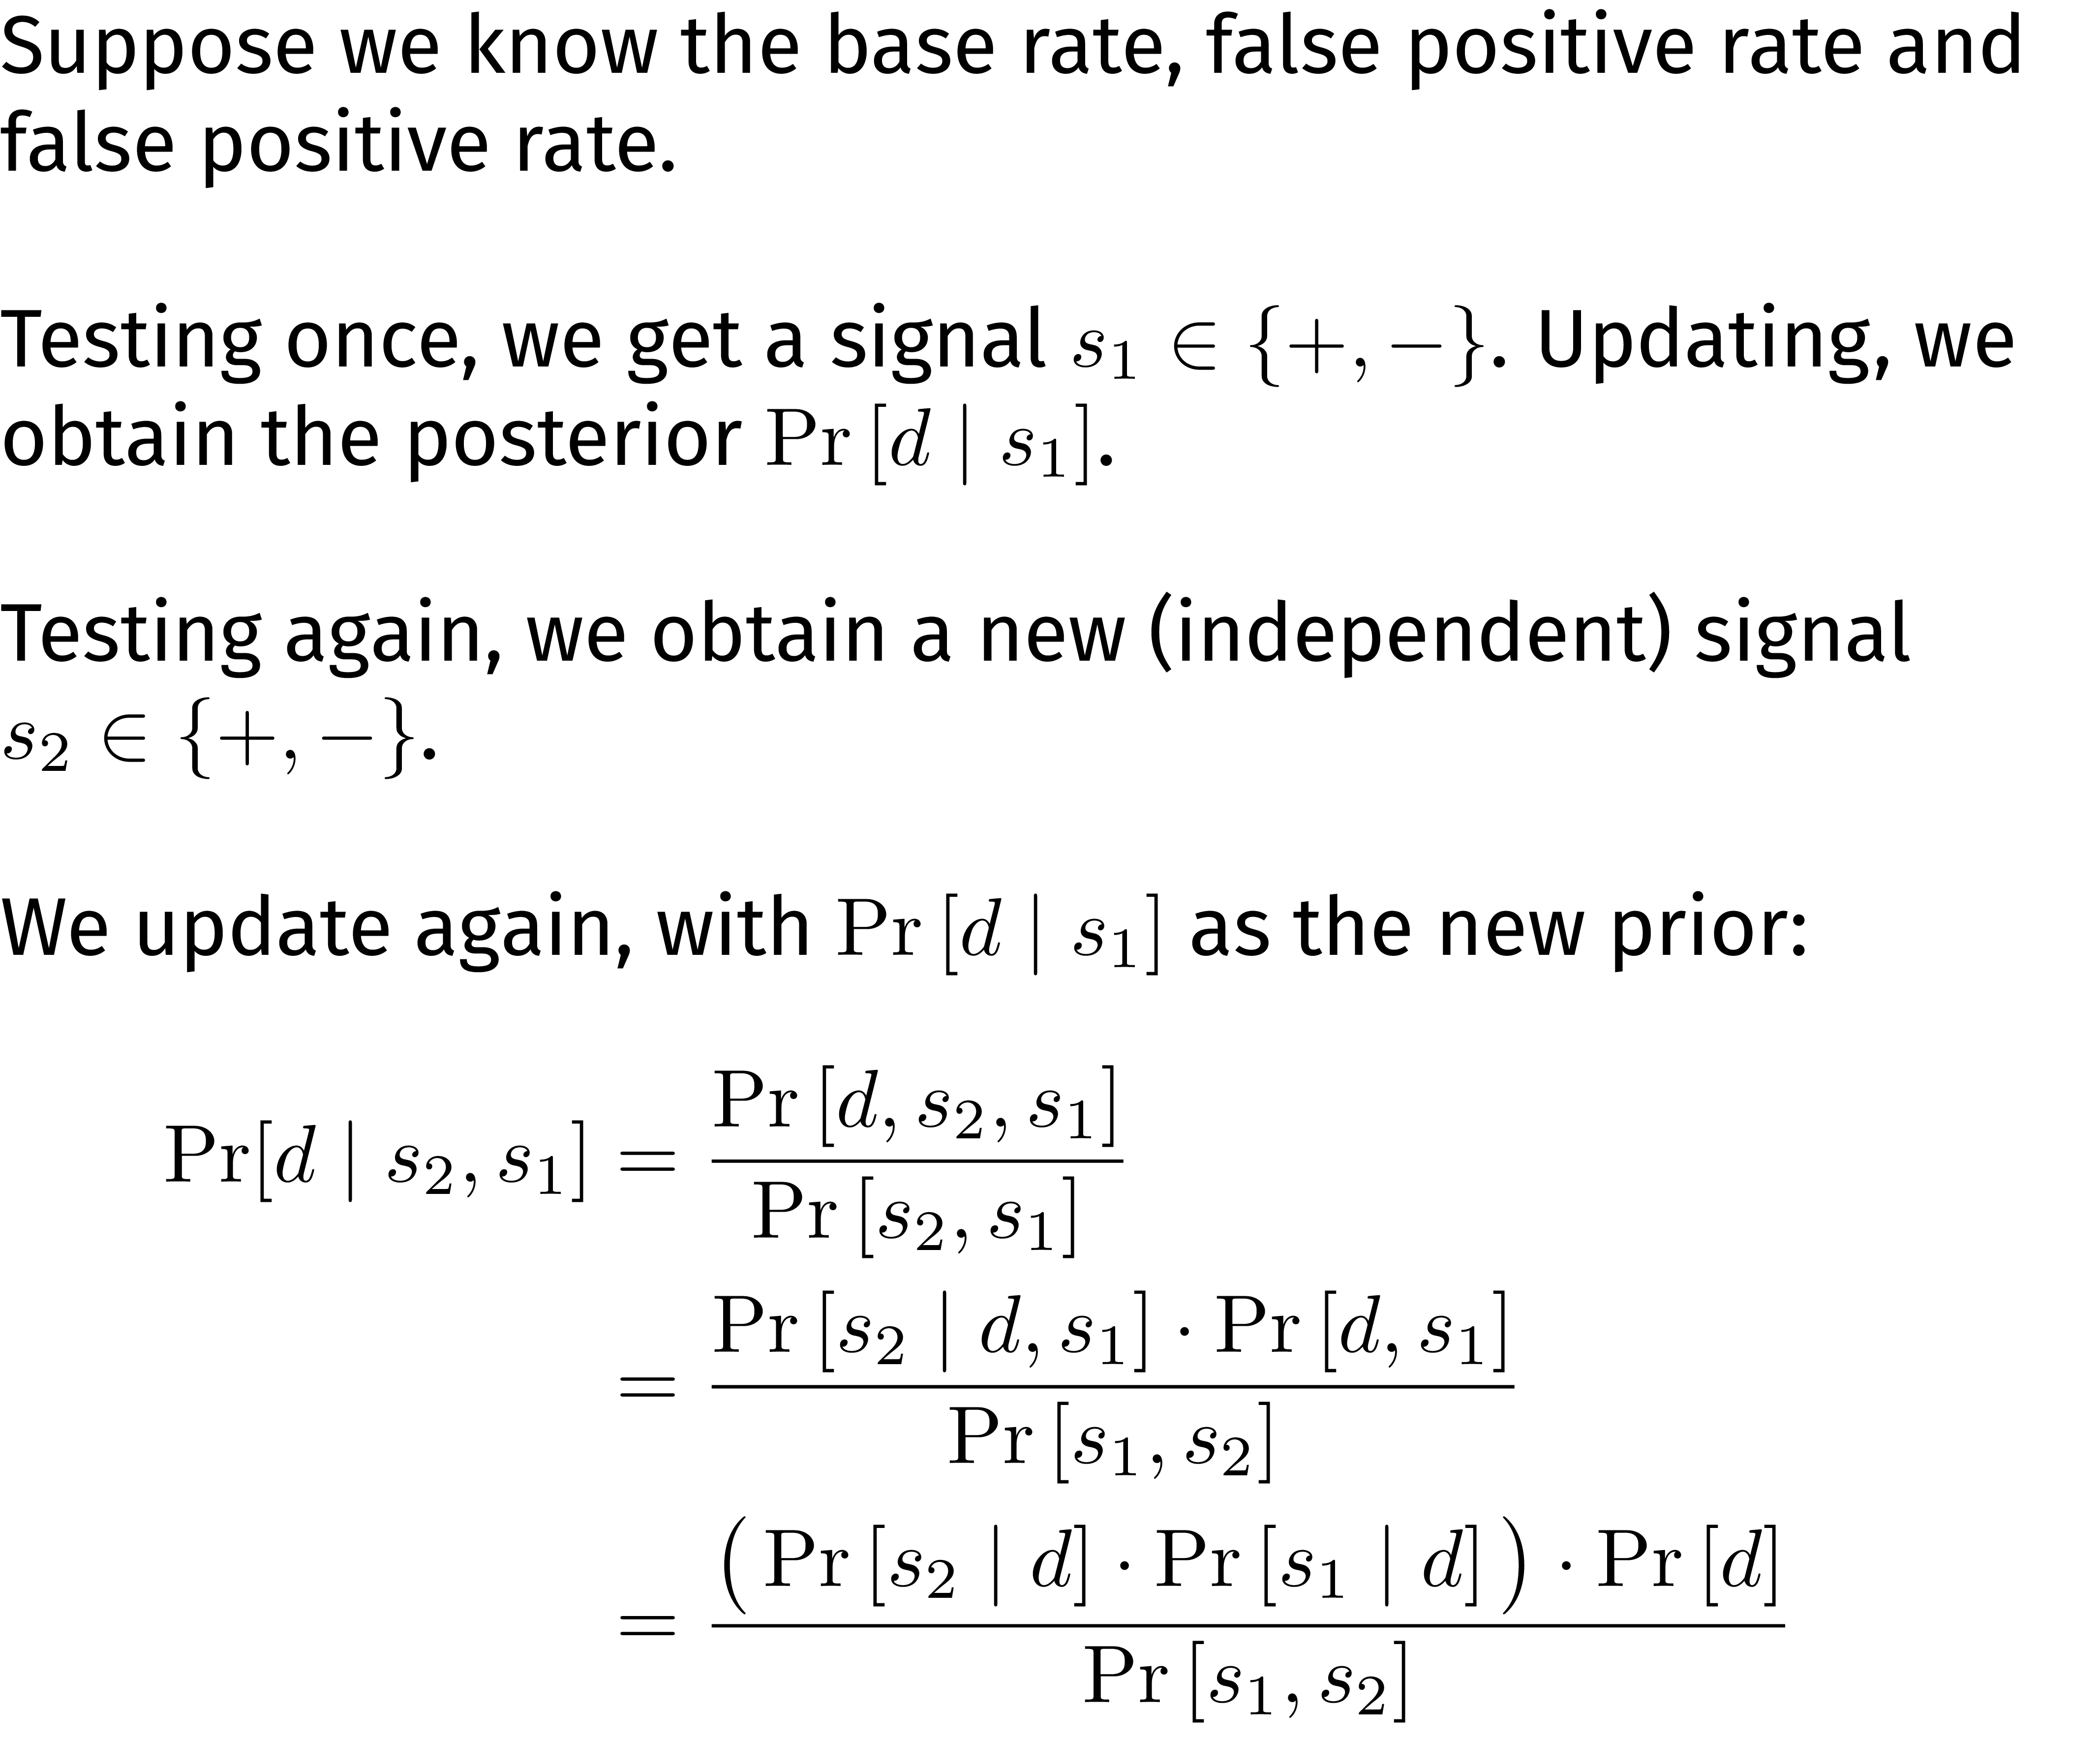 Suppose we know the base rate, false positive rate and
false positive rate.
Testing once, we get a signal $s_1 \in \{+, -\}$. Updating, we
obtain the posterior $\Pr[d \mid s_1]$.
Testing again, we obtain a new (independent) signal
$s_2 \in \{+, -\}$.
We update again, with $\Pr[d \mid s_1]$ as the new prior:
$\Pr[d \mid s_2, s_1] = \frac{\Pr[d, s_2, s_1]}{\Pr[s_2, s_1]}$
$= \frac{\Pr[s_2 \mid d, s_1] \cdot \Pr[d, s_1]}{\Pr[s_1, s_2]}$
$= \frac{(\Pr[s_2 \mid d] \cdot \Pr[s_1 \mid d]) \cdot \Pr[d]}{\Pr[s_1, s_2]}$